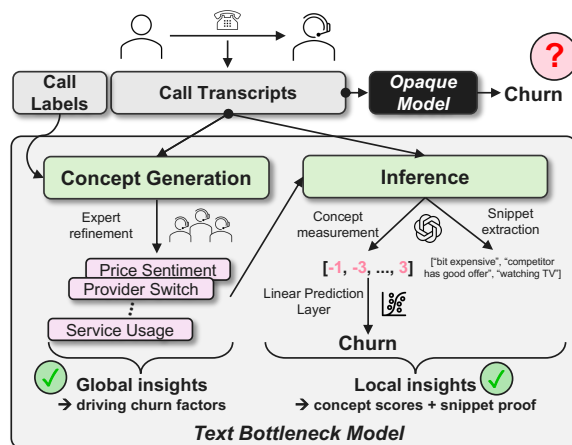 ?
Call
Labels
Call Transcripts
Opaque
Model
Churn
Concept Generation
Inference
Expert
refinement
Concept
measurement
Snippet
extraction
Price Sentiment
Provider Switch
Service Usage
[-1, -3, ..., 3]
["bit expensive", "competitor
has good offer", "watching TV"]
Linear Prediction
Layer
Churn
Global insights
→ driving churn factors
Local insights
→ concept scores + snippet proof
Text Bottleneck Model